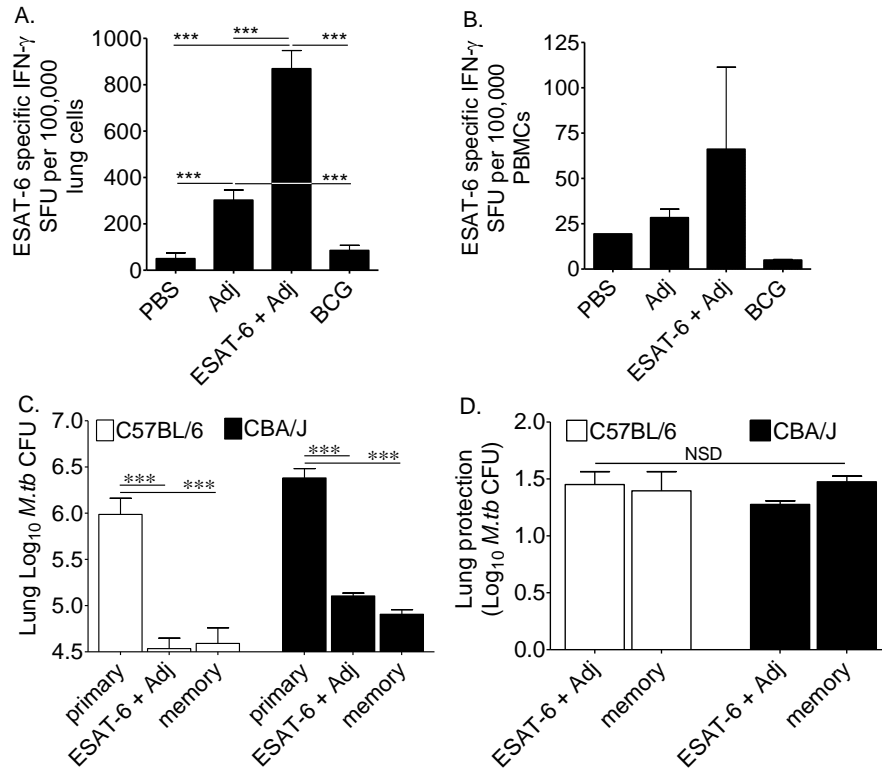 A.
ESAT-6 specific IFN-γ
SFU per 100,000
lung cells
1000
800
600
400
200
0
*** *** ***
*** ***
PBS
Adj
ESAT-6 + Adj
BCG
B.
ESAT-6 specific IFN-γ
SFU per 100,000
PBMCs
125
100
75
50
25
0
PBS
Adj
ESAT-6 + Adj
BCG
C.
Lung Log10 M.tb CFU
7.0
6.5
6.0
5.5
5.0
4.5
C57BL/6 CBA/J
*** ***
*** ***
primary
ESAT-6 + Adj
memory
primary
ESAT-6 + Adj
memory
D.
Lung protection
(Log10 M.tb CFU)
2.0
1.5
1.0
0.5
0.0
C57BL/6 CBA/J
NSD
ESAT-6 + Adj
memory
ESAT-6 + Adj
memory